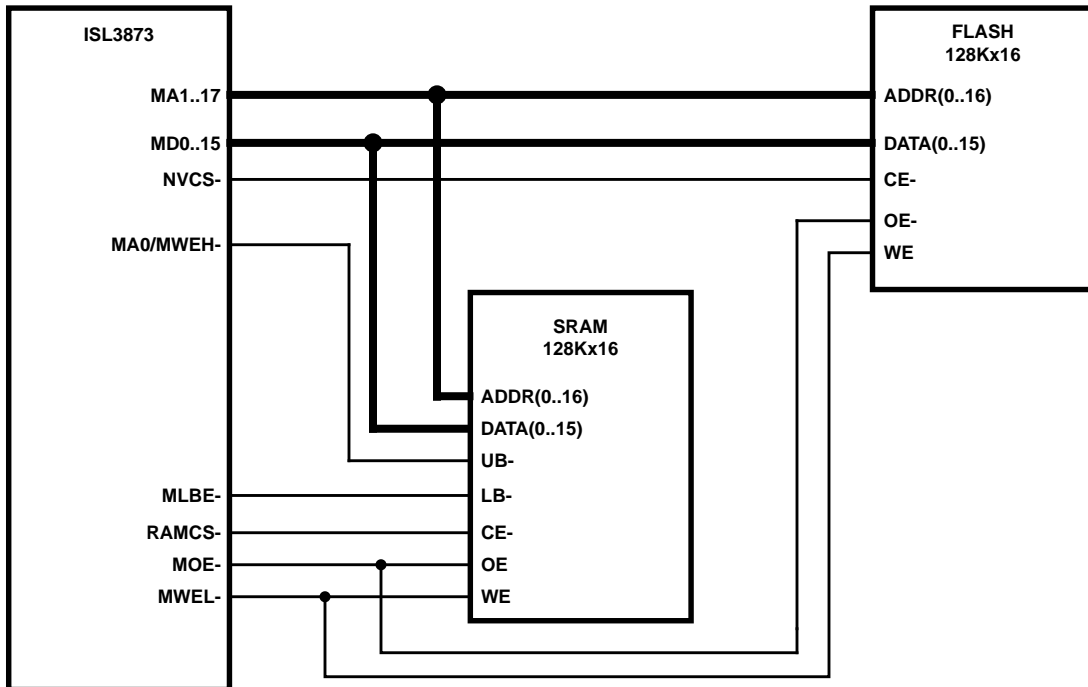 ISL3873
MA1..17
MD0..15
NVCS-
MA0/MWEH-
MLBE-
RAMCS-
MOE-
MWEL-
SRAM
128Kx16
ADDR(0..16)
DATA(0..15)
UB-
LB-
CE-
OE
WE
FLASH
128Kx16
ADDR(0..16)
DATA(0..15)
CE-
OE-
WE